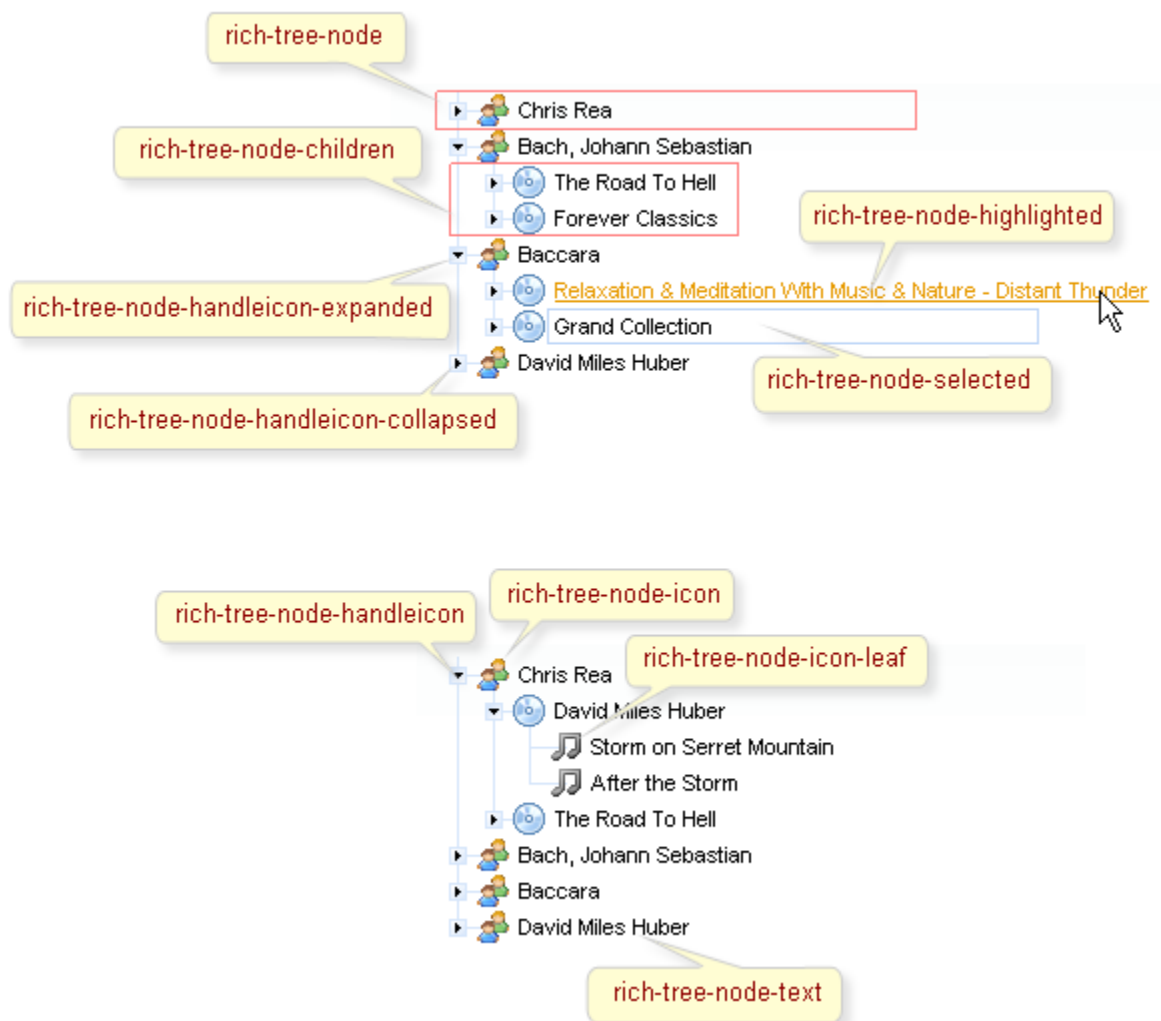 rich-tree-node
Chris Rea
rich-tree-node-children
Bach, Johann Sebastian
The Road To Hell
Forever Classics
rich-tree-node-highlighted
Baccara
rich-tree-node-handleicon-expanded
Relaxation & Meditation With Music & Nature - Distant Thunder
Grand Collection
David Miles Huber
rich-tree-node-selected
rich-tree-node-handleicon-collapsed
rich-tree-node-handleicon
rich-tree-node-icon
rich-tree-node-icon-leaf
Chris Rea
David Miles Huber
Storm on Serret Mountain
After the Storm
The Road To Hell
Bach, Johann Sebastian
Baccara
David Miles Huber
rich-tree-node-text